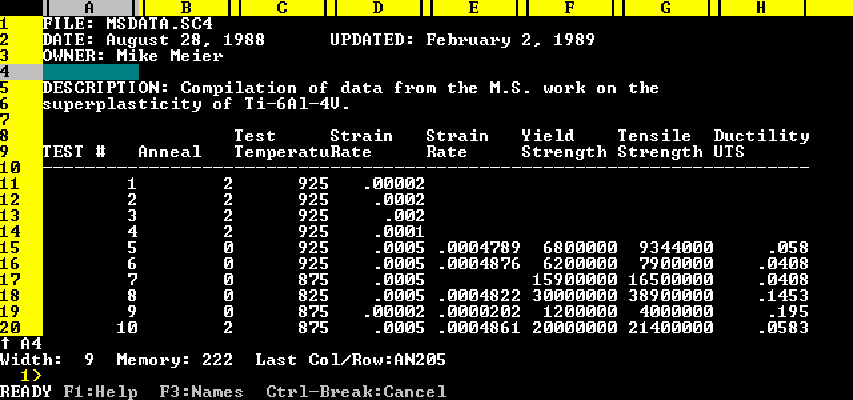 A B C D E F G H
1 FILE: MSDATA.SC4
2 DATE: August 28, 1988 UPDATED: February 2, 1989
3 OWNER: Mike Meier
4
5 DESCRIPTION: Compilation of data from the M.S. work on the
6 superplasticity of Ti-6Al-4V.
7
8 Test Strain Strain Yield Tensile Ductility
9 TEST # Anneal TemperatuRate Rate Strength Strength UTS
10 --------------------------------------------------------------------------------
11 1 2 925 .00002
12 2 2 925 .0002
13 3 2 925 .002
14 4 2 925 .0001
15 5 0 925 .0005 .0004789 6800000 9344000 .058
16 6 0 925 .0005 .0004876 6200000 7900000 .0408
17 7 0 875 .0005 15900000 16500000 .0408
18 8 0 825 .0005 .0004822 30000000 38900000 .1453
19 9 0 875 .00002 .0000202 1200000 4000000 .195
20 10 2 875 .0005 .0004861 20000000 21400000 .0583
↑ A4
Width: 9 Memory: 222 Last Col/Row:AN205
1>
READY F1:Help F3:Names Ctrl-Break:Cancel